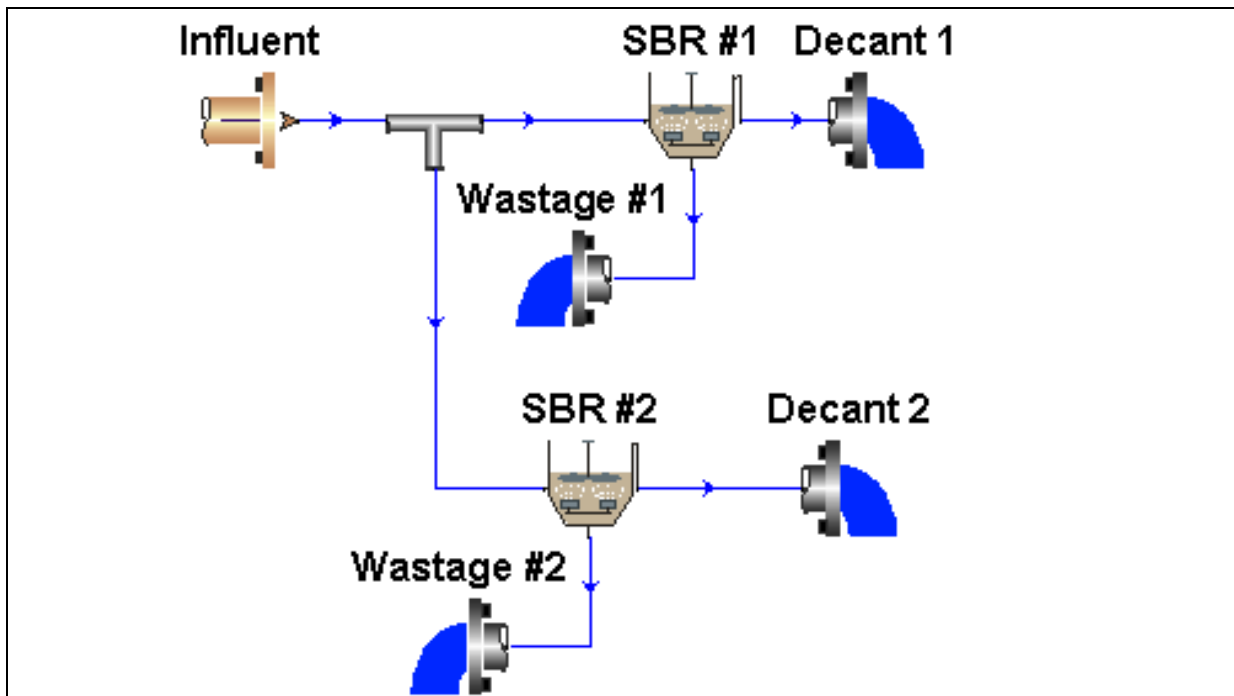 Influent
SBR #1
Decant 1
Wastage #1
SBR #2
Decant 2
Wastage #2